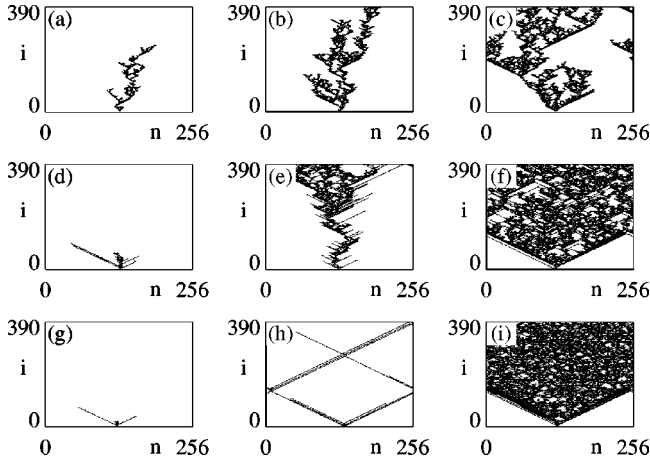 390 (a) 390 (b) 390 (c)
i i i
0 0 0
0 n 256 0 n 256 0 n 256
390 (d) 390 (e) 390 (f)
i i i
0 0 0
0 n 256 0 n 256 0 n 256
390 (g) 390 (h) 390 (i)
i i i
0 0 0
0 n 256 0 n 256 0 n 256